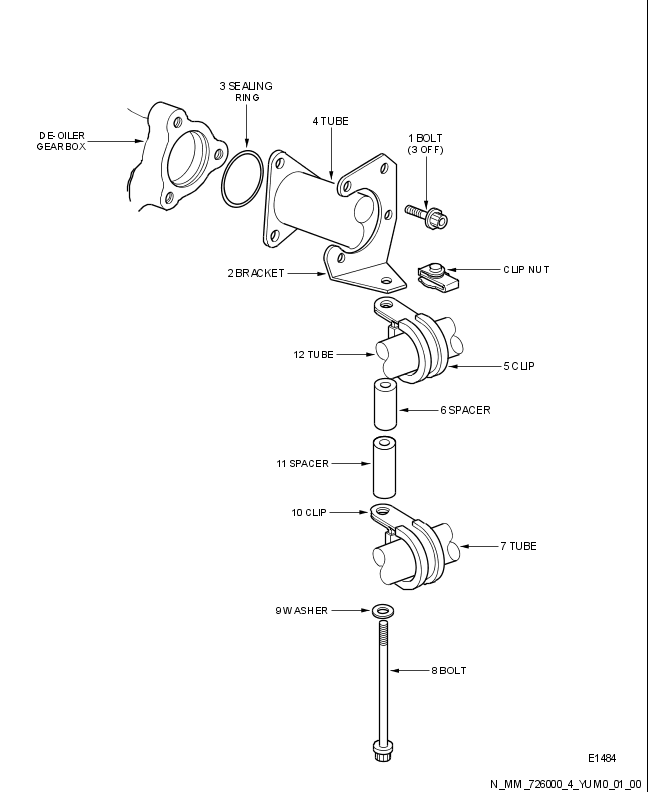 3 SEALING
RING
4 TUBE
DE-OILER
GEARBOX
1 BOLT
(3 OFF)
2 BRACKET
CLIP NUT
12 TUBE
5 CLIP
6 SPACER
11 SPACER
10 CLIP
7 TUBE
9 WASHER
8 BOLT
E1484
N_MM_726000_4_YUM0_01_00